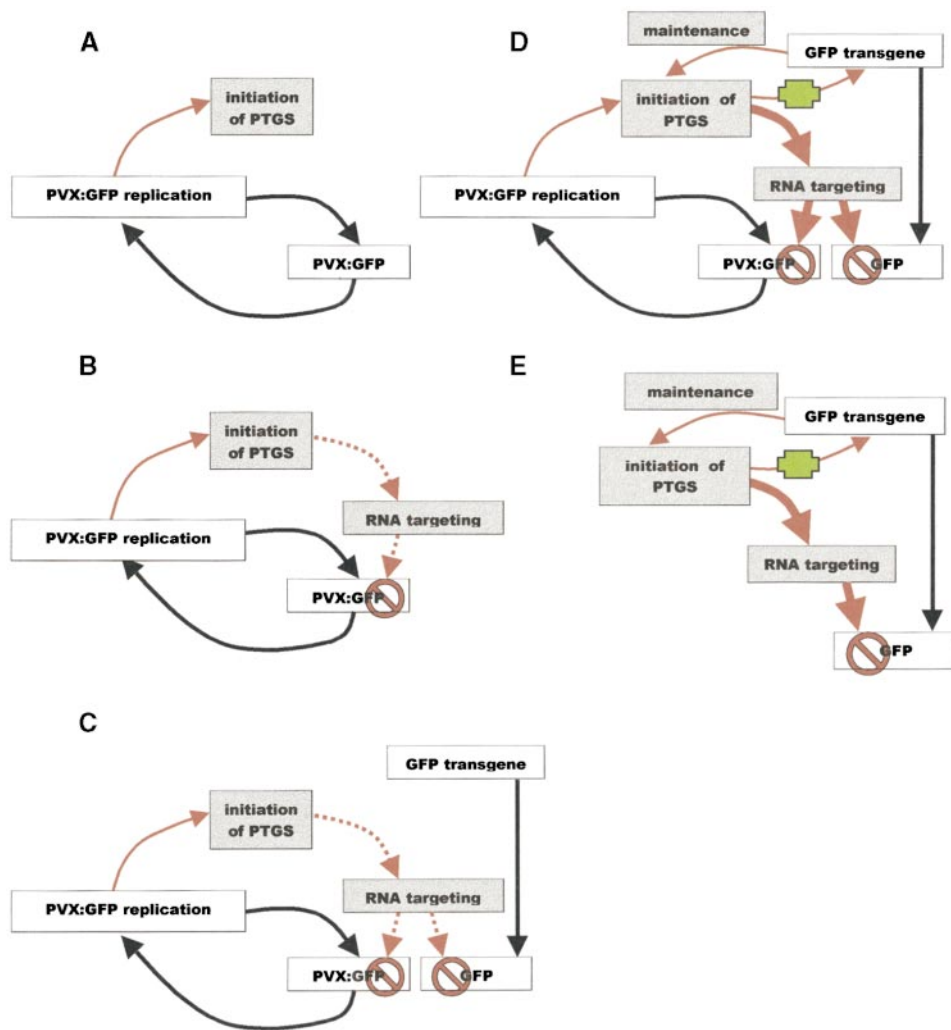 A
initiation
of PTGS
PVX:GFP replication
PVX:GFP
B
initiation
of PTGS
RNA targeting
PVX:GFP replication
PVX:GFP
C
GFP transgene
initiation
of PTGS
RNA targeting
PVX:GFP replication
PVX:GFP
GFP
D
maintenance
GFP transgene
initiation of
PTGS
RNA targeting
PVX:GFP replication
PVX:GFP
GFP
E
maintenance
GFP transgene
initiation of
PTGS
RNA targeting
GFP